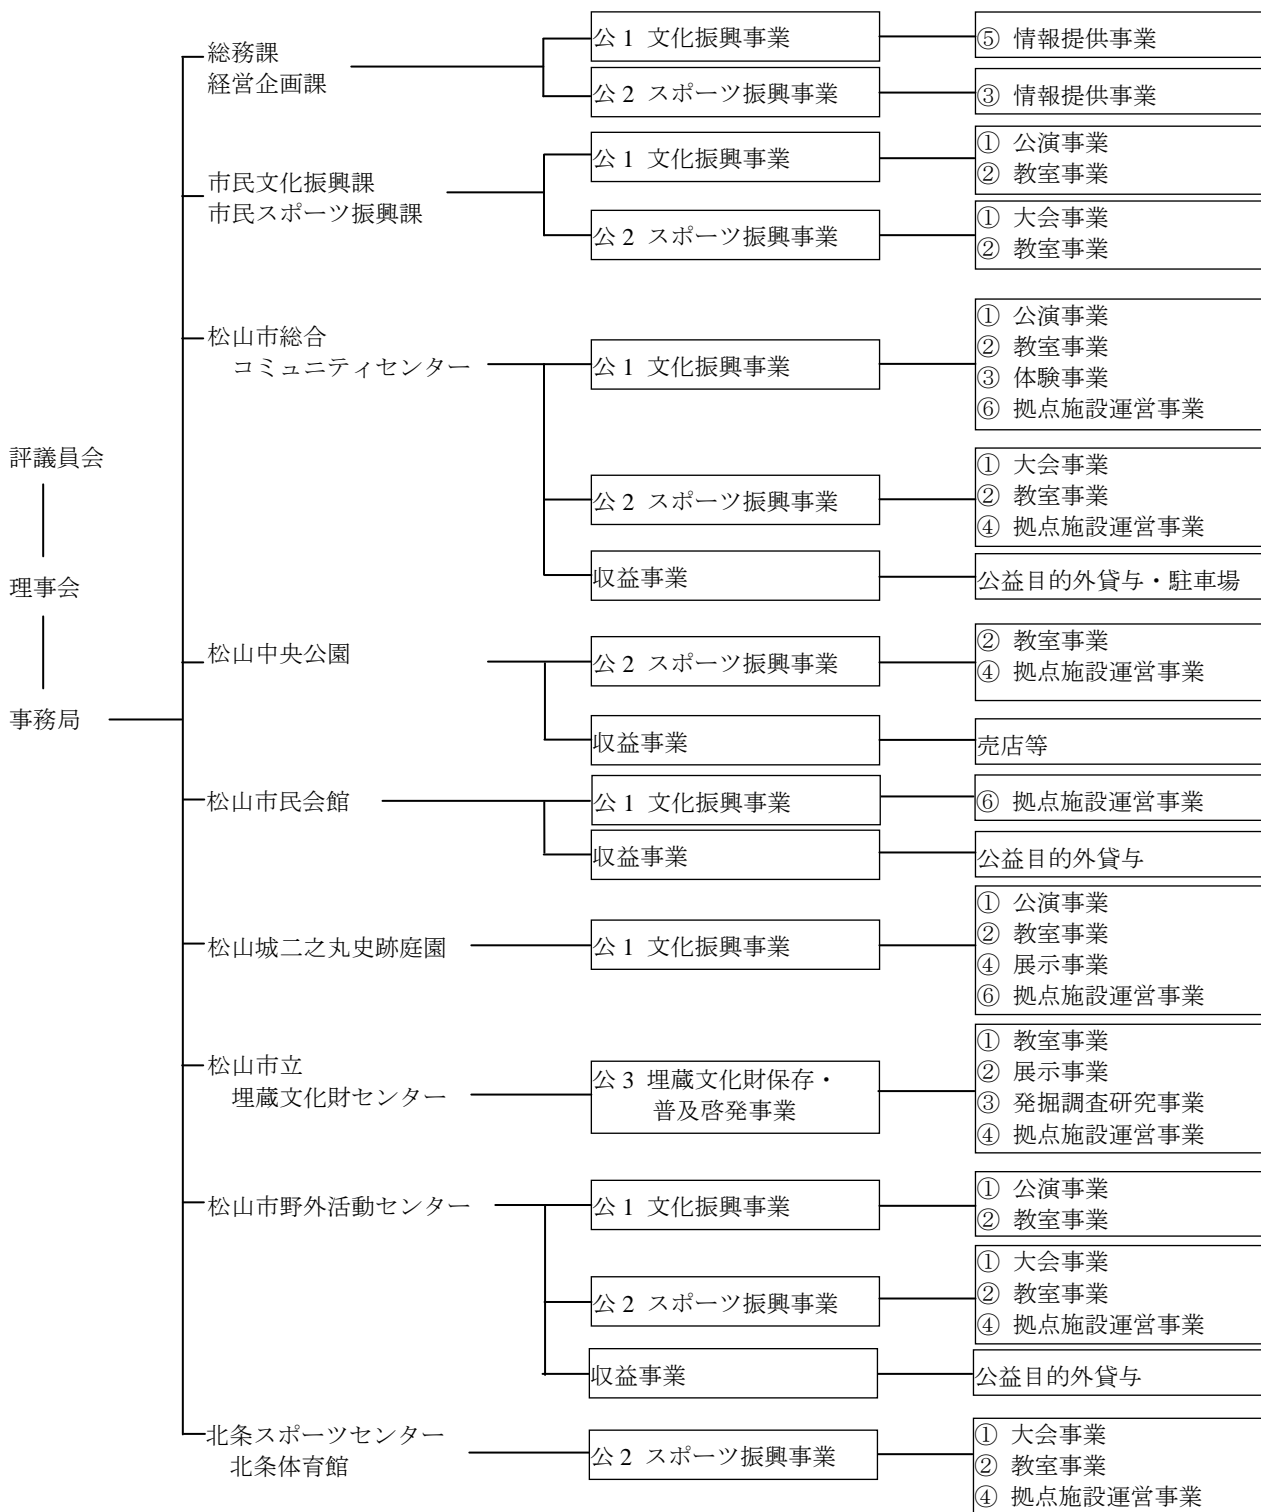 評議員会
理事会
事務局
総務課
経営企画課
公1 文化振興事業
⑤ 情報提供事業
公2 スポーツ振興事業
③ 情報提供事業
市民文化振興課
市民スポーツ振興課
公1 文化振興事業
① 公演事業
② 教室事業
公2 スポーツ振興事業
① 大会事業
② 教室事業
松山市総合
コミュニティセンター
公1 文化振興事業
① 公演事業
② 教室事業
③ 体験事業
⑥ 拠点施設運営事業
公2 スポーツ振興事業
① 大会事業
② 教室事業
④ 拠点施設運営事業
収益事業
公益目的外貸与・駐車場
松山中央公園
公2 スポーツ振興事業
② 教室事業
④ 拠点施設運営事業
収益事業
売店等
松山市民会館
公1 文化振興事業
⑥ 拠点施設運営事業
収益事業
公益目的外貸与
松山城二之丸史跡庭園
公1 文化振興事業
① 公演事業
② 教室事業
④ 展示事業
⑥ 拠点施設運営事業
松山市立
埋蔵文化財センター
公3 埋蔵文化財保存・
普及啓発事業
① 教室事業
② 展示事業
③ 発掘調査研究事業
④ 拠点施設運営事業
松山市野外活動センター
公1 文化振興事業
① 公演事業
② 教室事業
公2 スポーツ振興事業
① 大会事業
② 教室事業
④ 拠点施設運営事業
収益事業
公益目的外貸与
北条スポーツセンター
北条体育館
公2 スポーツ振興事業
① 大会事業
② 教室事業
④ 拠点施設運営事業